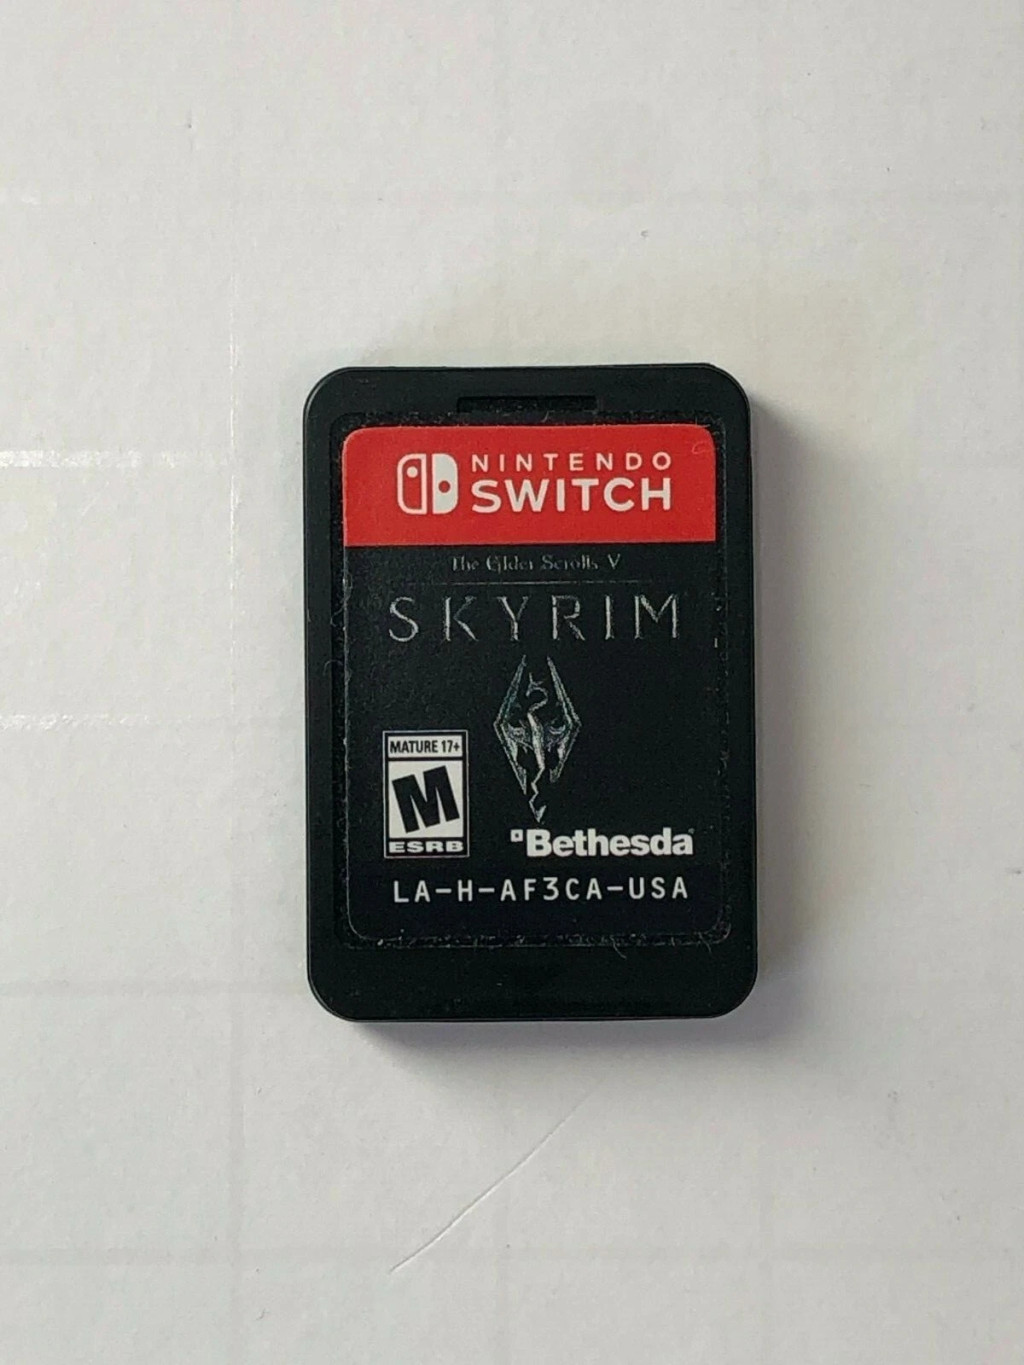 NINTENDO
SWITCH
The Elder Scrolls V
SKYRIM
MATURE 17+
M
ESRB
Bethesda
LA-H-AF3CA-USA